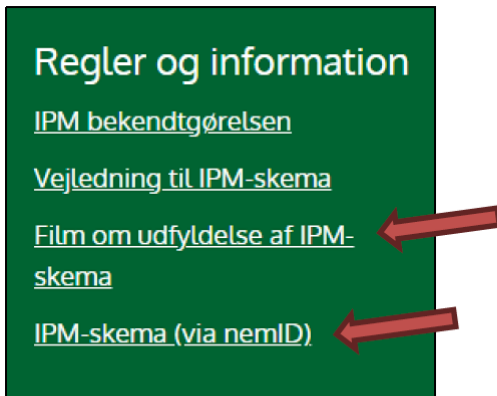 Regler og information
IPM bekendtgørelsen
Vejledning til IPM-skema
Film om udfyldelse af IPM-
skema
IPM-skema (via nemID)